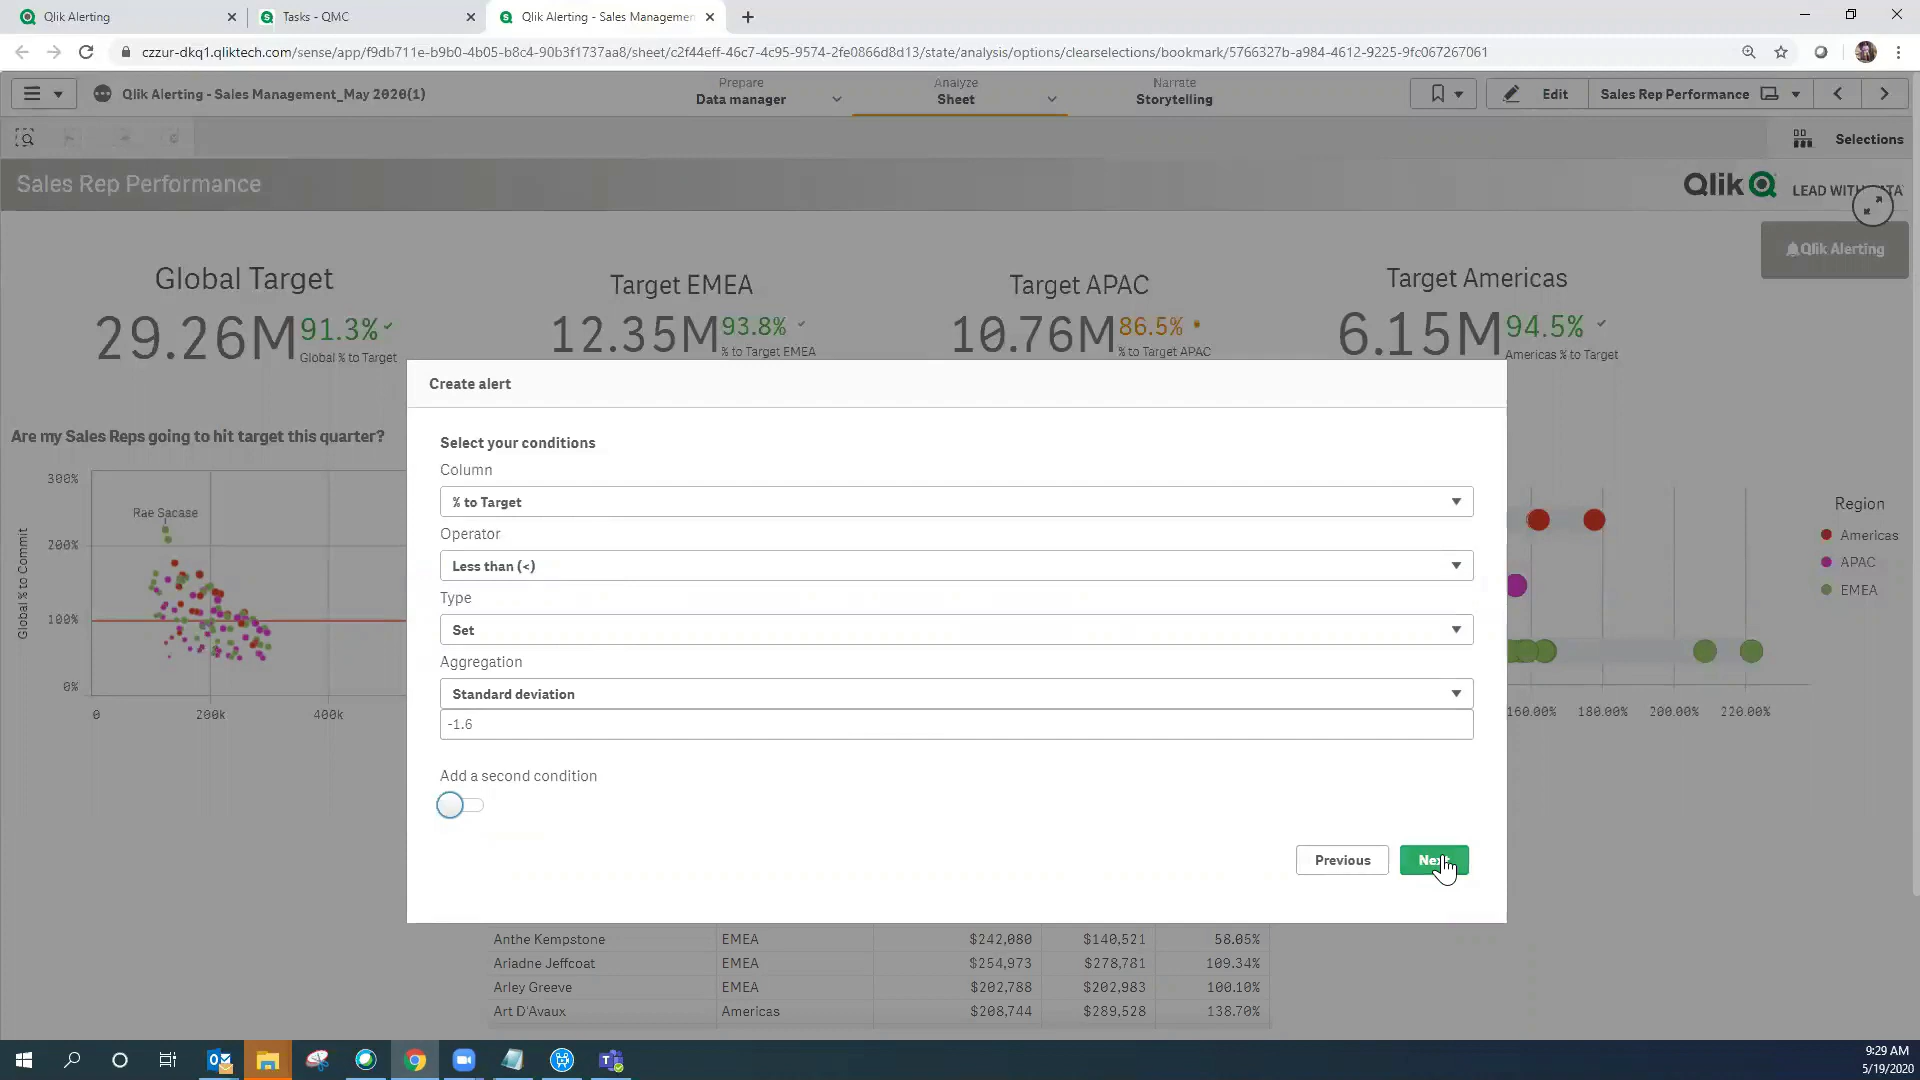 Qlik Alerting
Tasks - QMC
Qlik Alerting - Sales Managemen
czzur-dkq1.qliktech.com/sense/app/f9db711e-b9b0-4b05-b8c4-90b3f1737aa8/sheet/c2f44eff-46c7-4c95-9574-2fe0866d8d13/state/analysis/options/clearselections/bookmark/5766327b-a984-4612-9225-9fc067267061
Qlik Alerting - Sales Management_May 2020(1)
Prepare
Data manager
Analyze
Sheet
Narrate
Storytelling
Edit
Sales Rep Performance
Selections
Sales Rep Performance
Qlik
LEAD WITH DATA
Qlik Alerting
Global Target
29.26M
91.3%
Global % to Target
Target EMEA
12.35M
93.8%
% to Target EMEA
Target APAC
10.76M
86.5%
% to Target APAC
Target Americas
6.15M
94.5%
Americas % to Target
Create alert
Select your conditions
Column
% to Target
Operator
Less than (<)
Type
Set
Aggregation
Standard deviation
-1.6
Add a second condition
Previous
Next
Are my Sales Reps going to hit target this quarter?
Global % to Commit
300%
200%
100%
0%
Rae Sacase
0
200k
400k
160.00%
180.00%
200.00%
220.00%
Region
Americas
APAC
EMEA
Anthe Kempstone EMEA $242,080 $140,521 58.05%
Ariadne Jeffcoat EMEA $254,973 $278,781 109.34%
Arley Greeve EMEA $202,788 $202,983 100.10%
Art D'Avaux Americas $208,744 $289,528 138.70%
9:29 AM
5/19/2020